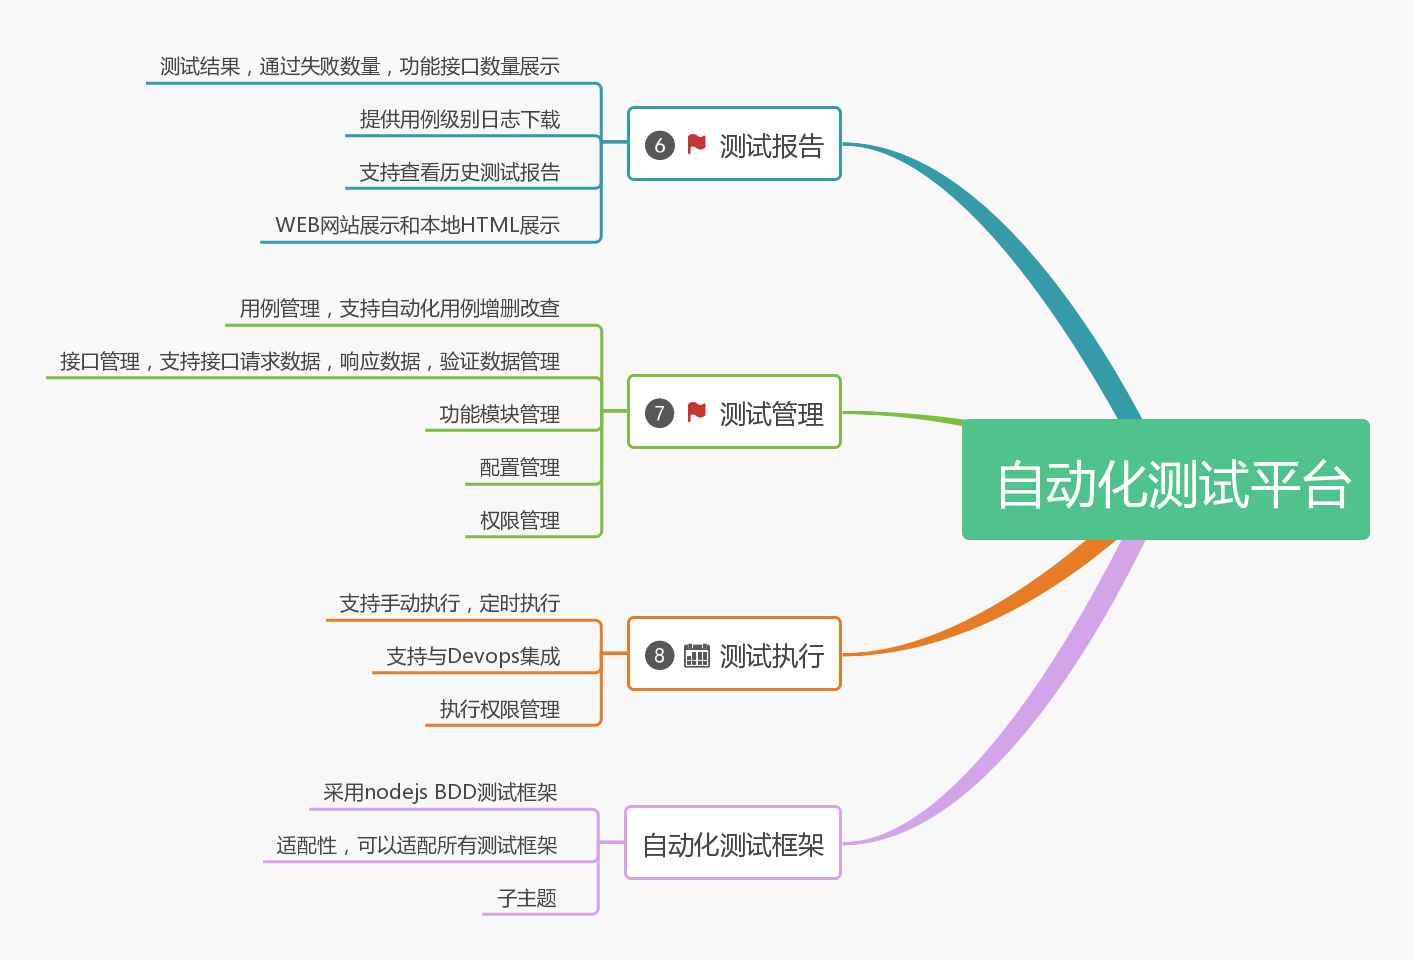 测试结果，通过失败数量，功能接口数量展示
提供用例级别日志下载
支持查看历史测试报告
WEB网站展示和本地HTML展示
6 测试报告
用例管理，支持自动化用例增删改查
接口管理，支持接口请求数据，响应数据，验证数据管理
功能模块管理
配置管理
权限管理
7 测试管理
自动化测试平台
支持手动执行，定时执行
支持与Devops集成
执行权限管理
8 测试执行
采用nodejs BDD测试框架
适配性，可以适配所有测试框架
子主题
自动化测试框架